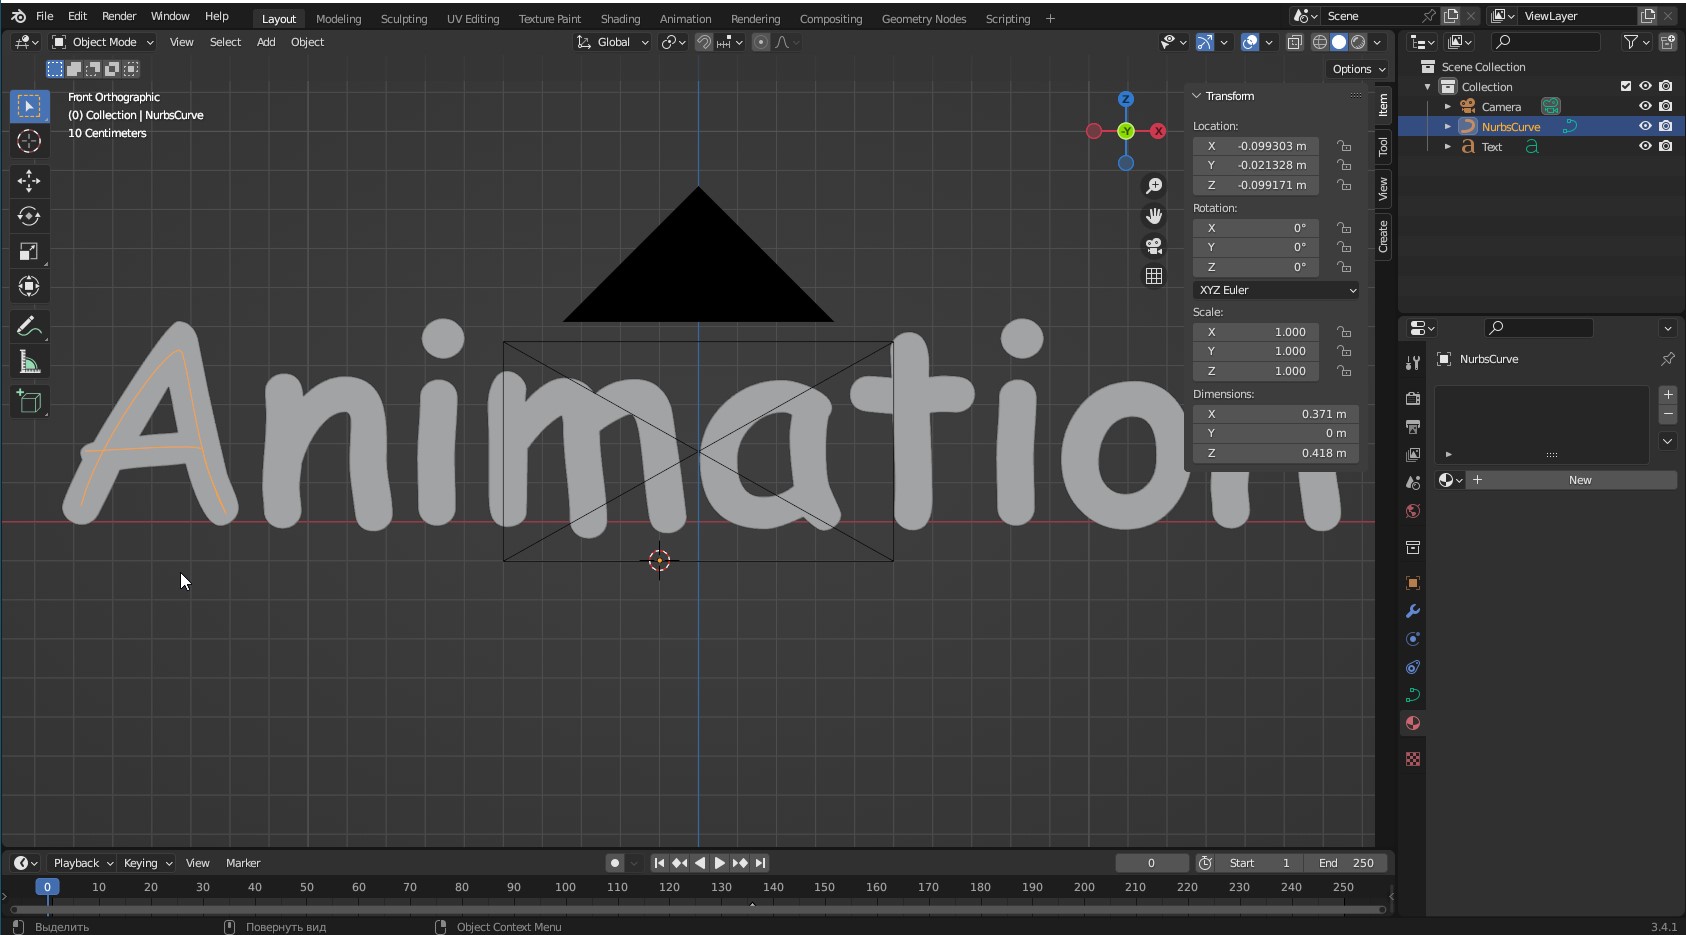 File Edit Render Window Help Layout Modeling Sculpting UV Editing Texture Paint Shading Animation Rendering Compositing Geometry Nodes Scripting + Scene ViewLayer
Object Mode View Select Add Object Global
Options
Front Orthographic
(0) Collection | NurbsCurve
10 Centimeters
Z
-Y X
Animation
Transform
Location:
X -0.099303 m
Y -0.021328 m
Z -0.099171 m
Rotation:
X 0°
Y 0°
Z 0°
XYZ Euler
Scale:
X 1.000
Y 1.000
Z 1.000
Dimensions:
X 0.371 m
Y 0 m
Z 0.418 m
Item
Tool
View
Create
Scene Collection
Collection
Camera
NurbsCurve
Text
NurbsCurve
New
Playback Keying View Marker 0 Start 1 End 250
0 10 20 30 40 50 60 70 80 90 100 110 120 130 140 150 160 170 180 190 200 210 220 230 240 250
Выделить Повернуть вид Object Context Menu 3.4.1